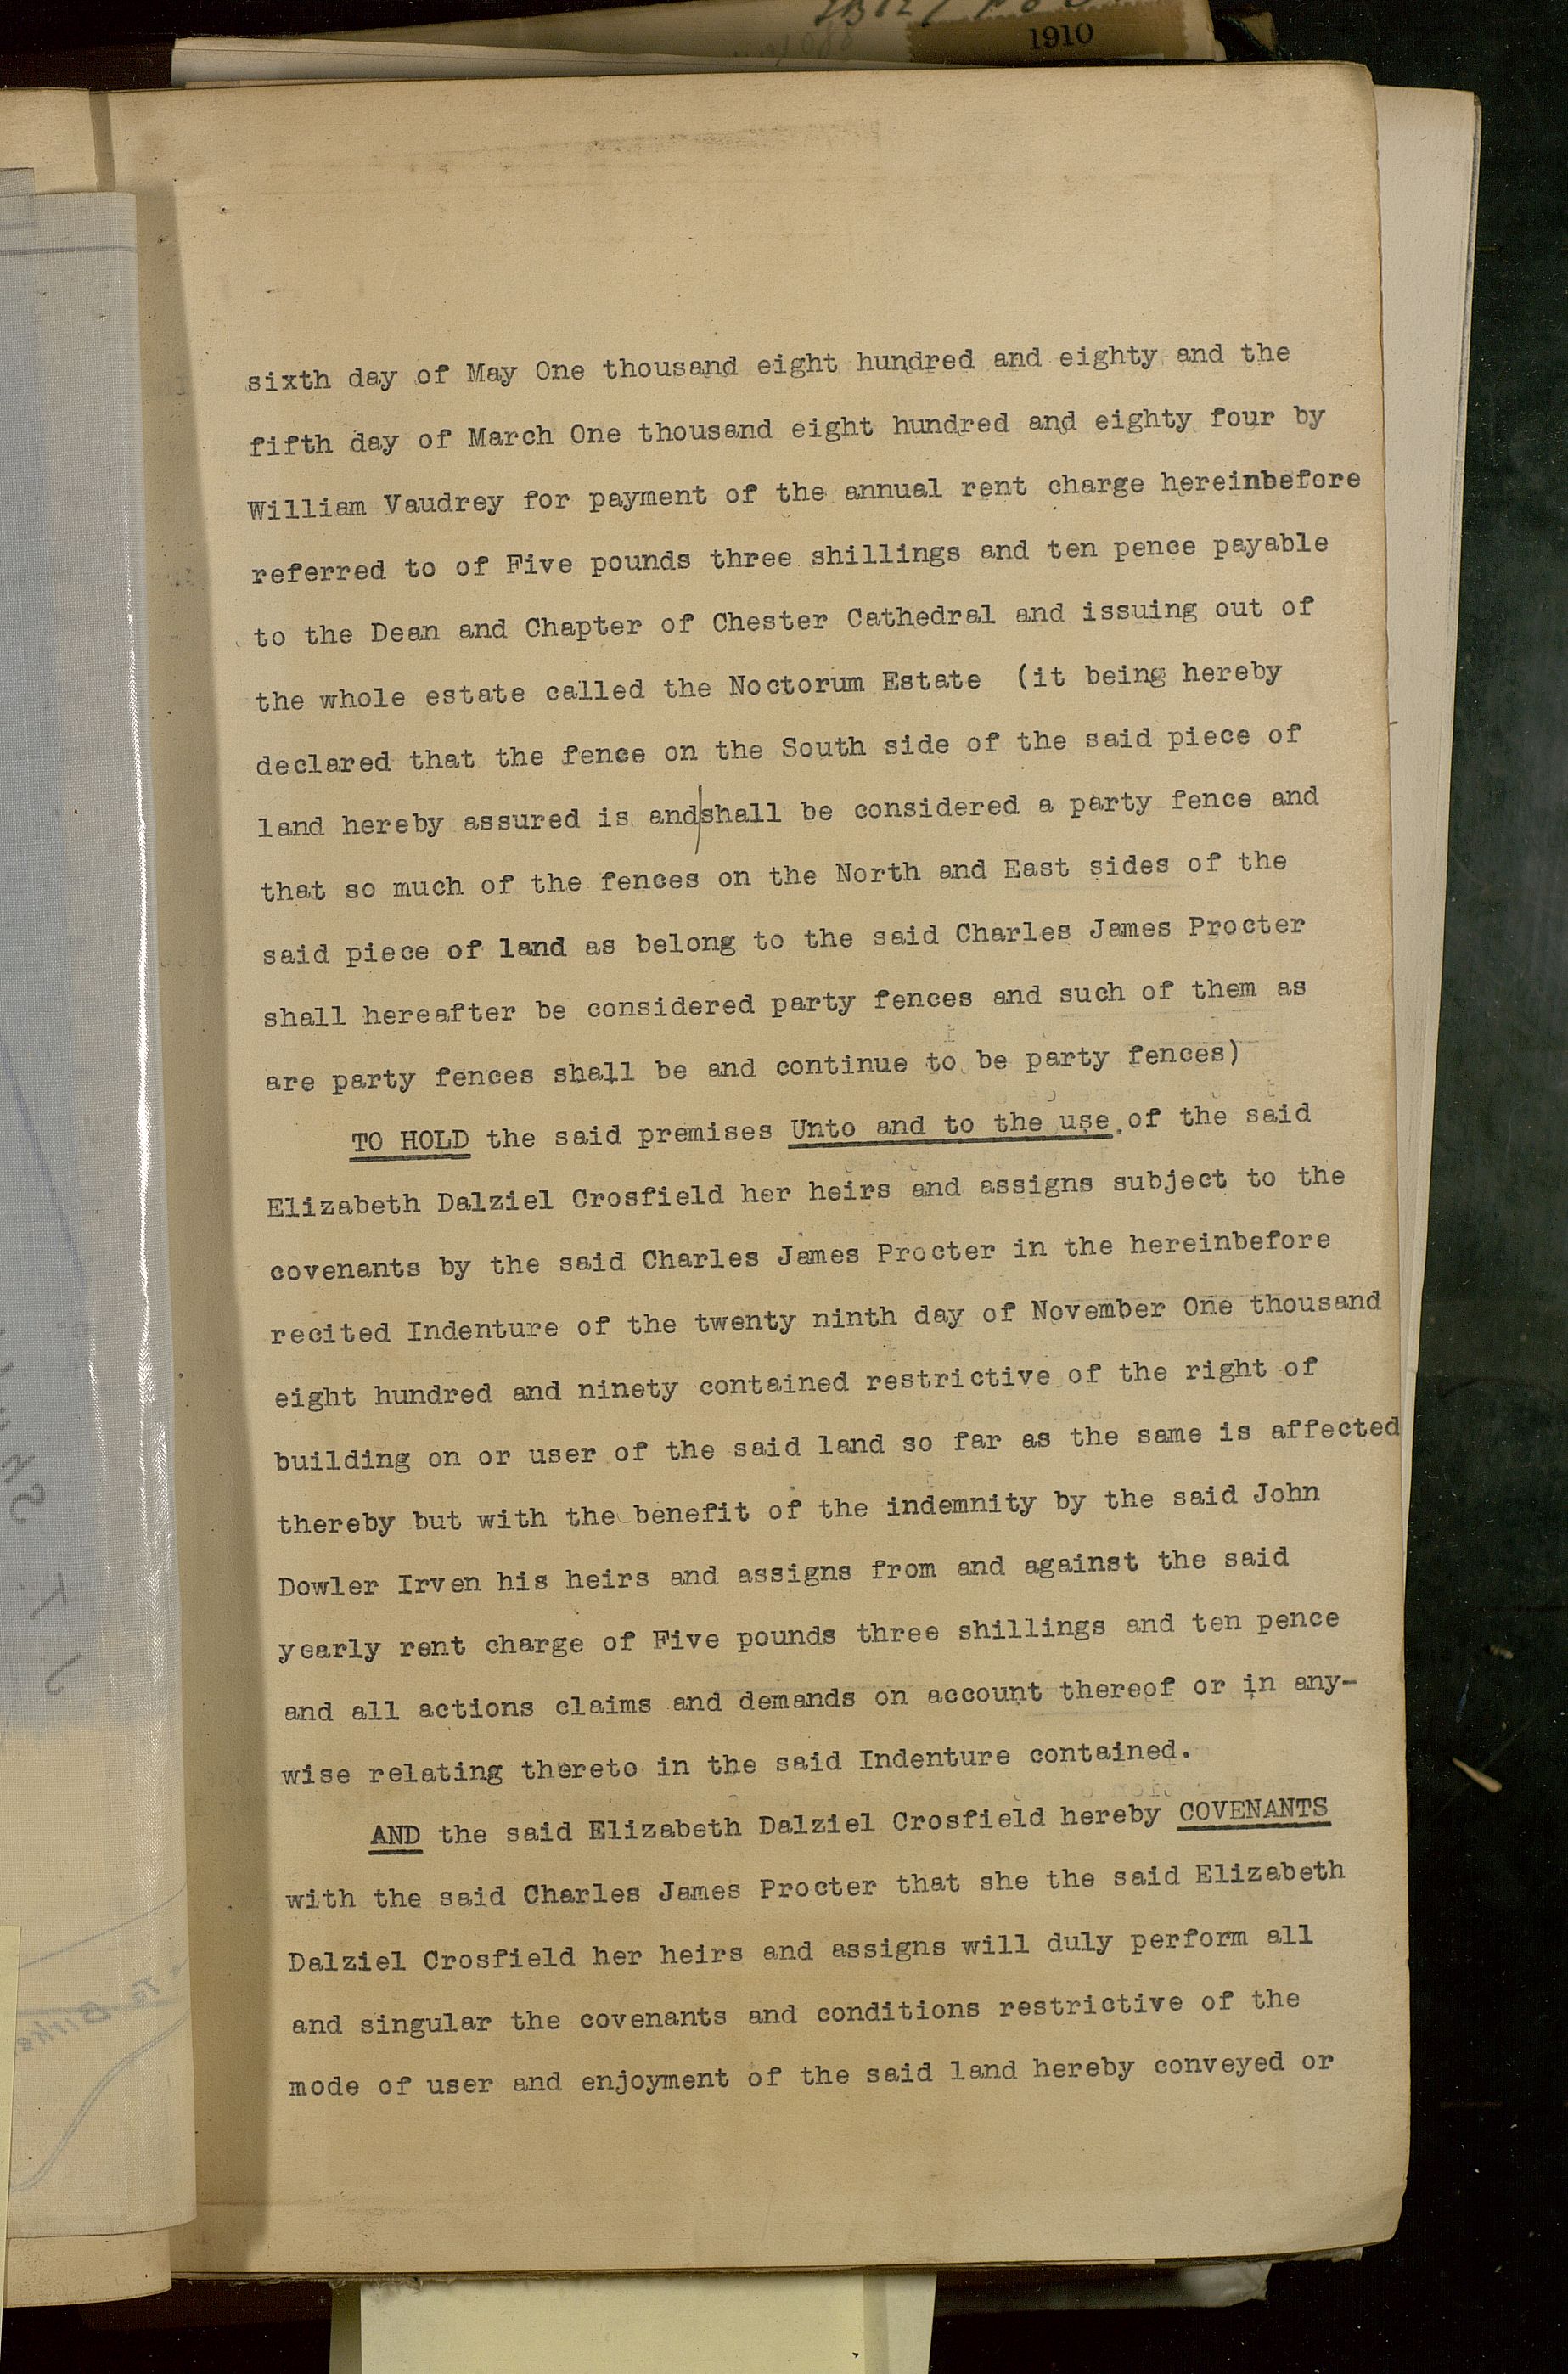 1910
sixth day of May One thousand eight hundred and eighty and the
fifth day of March One thousand eight hundred and eighty four by
William Vaudrey for payment of the annual rent charge hereinbefore
referred to of Five pounds three shillings and ten pence payable
to the Dean and Chapter of Chester Cathedral and issuing out of
the whole estate called the Noctorum Estate (it being hereby
declared that the fence on the South side of the said piece of
land hereby assured is and|shall be considered a party fence and
that so much of the fences on the North and East sides of the
said piece of land as belong to the said Charles James Procter
shall hereafter be considered party fences and such of them as
are party fences shall be and continue to be party fences)
TO HOLD the said premises Unto and to the use of the said
Elizabeth Dalziel Crosfield her heirs and assigns subject to the
covenants by the said Charles James Procter in the hereinbefore
recited Indenture of the twenty ninth day of November One thousand
eight hundred and ninety contained restrictive of the right of
building on or user of the said land so far as the same is affected
thereby but with the benefit of the indemnity by the said John
Dowler Irven his heirs and assigns from and against the said
yearly rent charge of Five pounds three shillings and ten pence
and all actions claims and demands on account thereof or in any-
wise relating thereto in the said Indenture contained.
AND the said Elizabeth Dalziel Crosfield hereby COVENANTS
with the said Charles James Procter that she the said Elizabeth
Dalziel Crosfield her heirs and assigns will duly perform all
and singular the covenants and conditions restrictive of the
mode of user and enjoyment of the said land hereby conveyed or